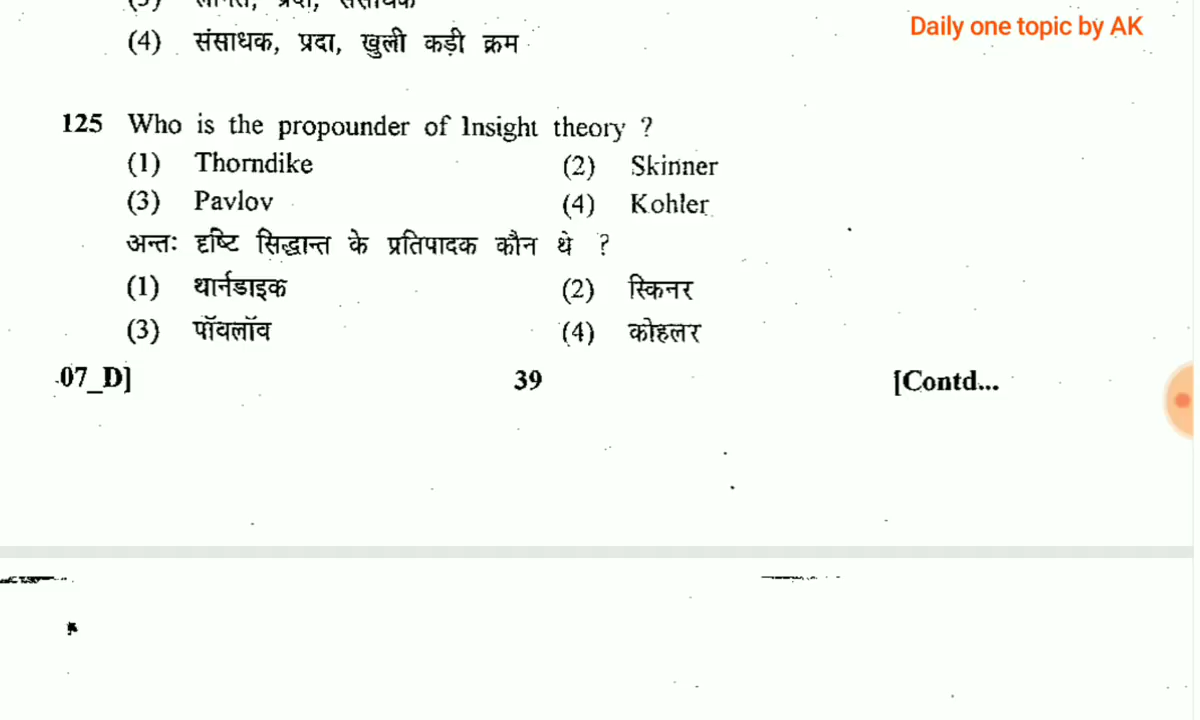 Daily one topic by AK
(4) संसाधक, प्रदा, खुली कड़ी क्रम
125 Who is the propounder of Insight theory ?
(1) Thorndike (2) Skinner
(3) Pavlov (4) Kohler
अन्तः दृष्टि सिद्धान्त के प्रतिपादक कौन थे ?
(1) थार्नडाइक (2) स्किनर
(3) पॉवलॉव (4) कोहलर
07_D] 39 [Contd...